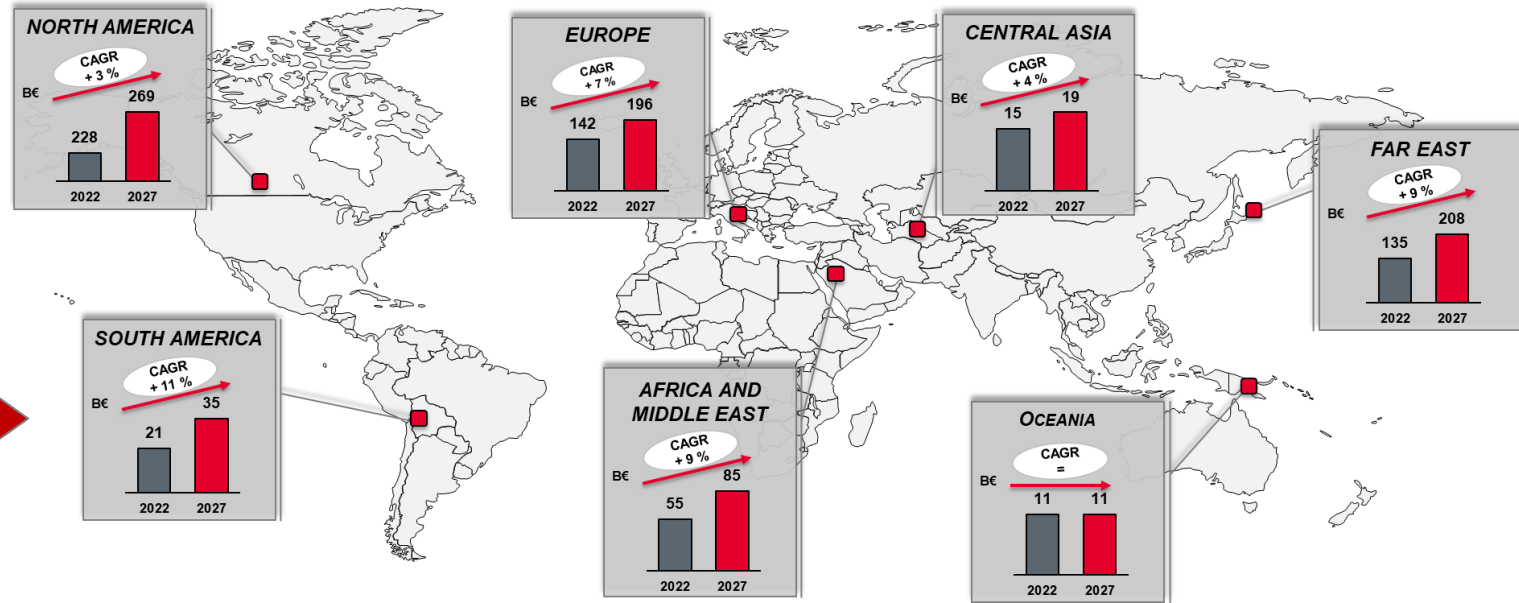 NORTH AMERICA
CAGR
+ 3 %
B€
228
269
2022
2027
EUROPE
CAGR
+ 7 %
B€
142
196
2022
2027
CENTRAL ASIA
CAGR
+ 4 %
B€
15
19
2022
2027
FAR EAST
CAGR
+ 9 %
B€
135
208
2022
2027
SOUTH AMERICA
CAGR
+ 11 %
B€
21
35
2022
2027
AFRICA AND
MIDDLE EAST
CAGR
+ 9 %
B€
55
85
2022
2027
OCEANIA
CAGR
=
B€
11
11
2022
2027